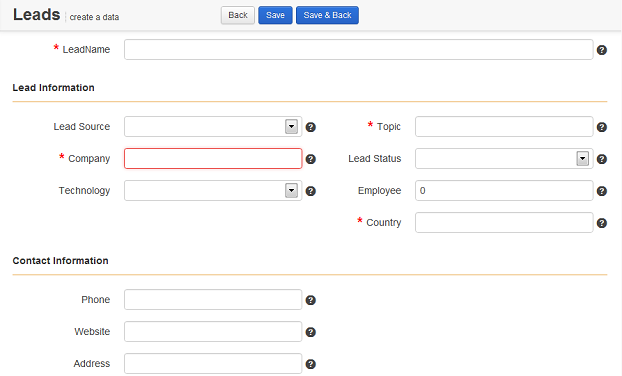 Leads | create a data Back Save Save & Back
* LeadName ?
Lead Information
Lead Source ? * Topic ?
* Company ? Lead Status ?
Technology ? Employee 0 ?
* Country ?
Contact Information
Phone ?
Website ?
Address ?